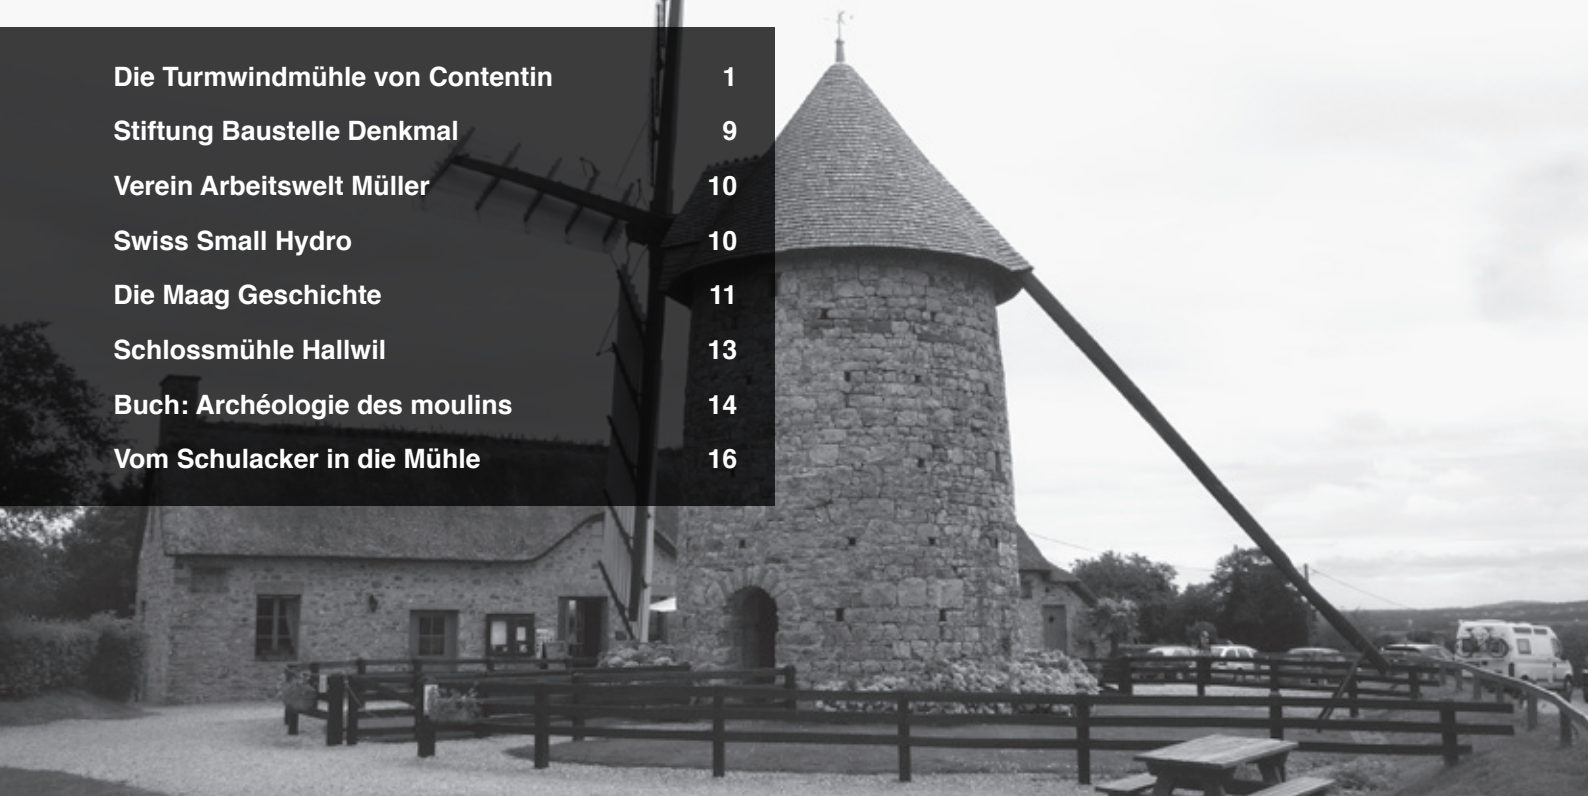 Die Turmwindmühle von Contentin 1
Stiftung Baustelle Denkmal 9
Verein Arbeitswelt Müller 10
Swiss Small Hydro 10
Die Maag Geschichte 11
Schlossmühle Hallwil 13
Buch: Archéologie des moulins 14
Vom Schulacker in die Mühle 16